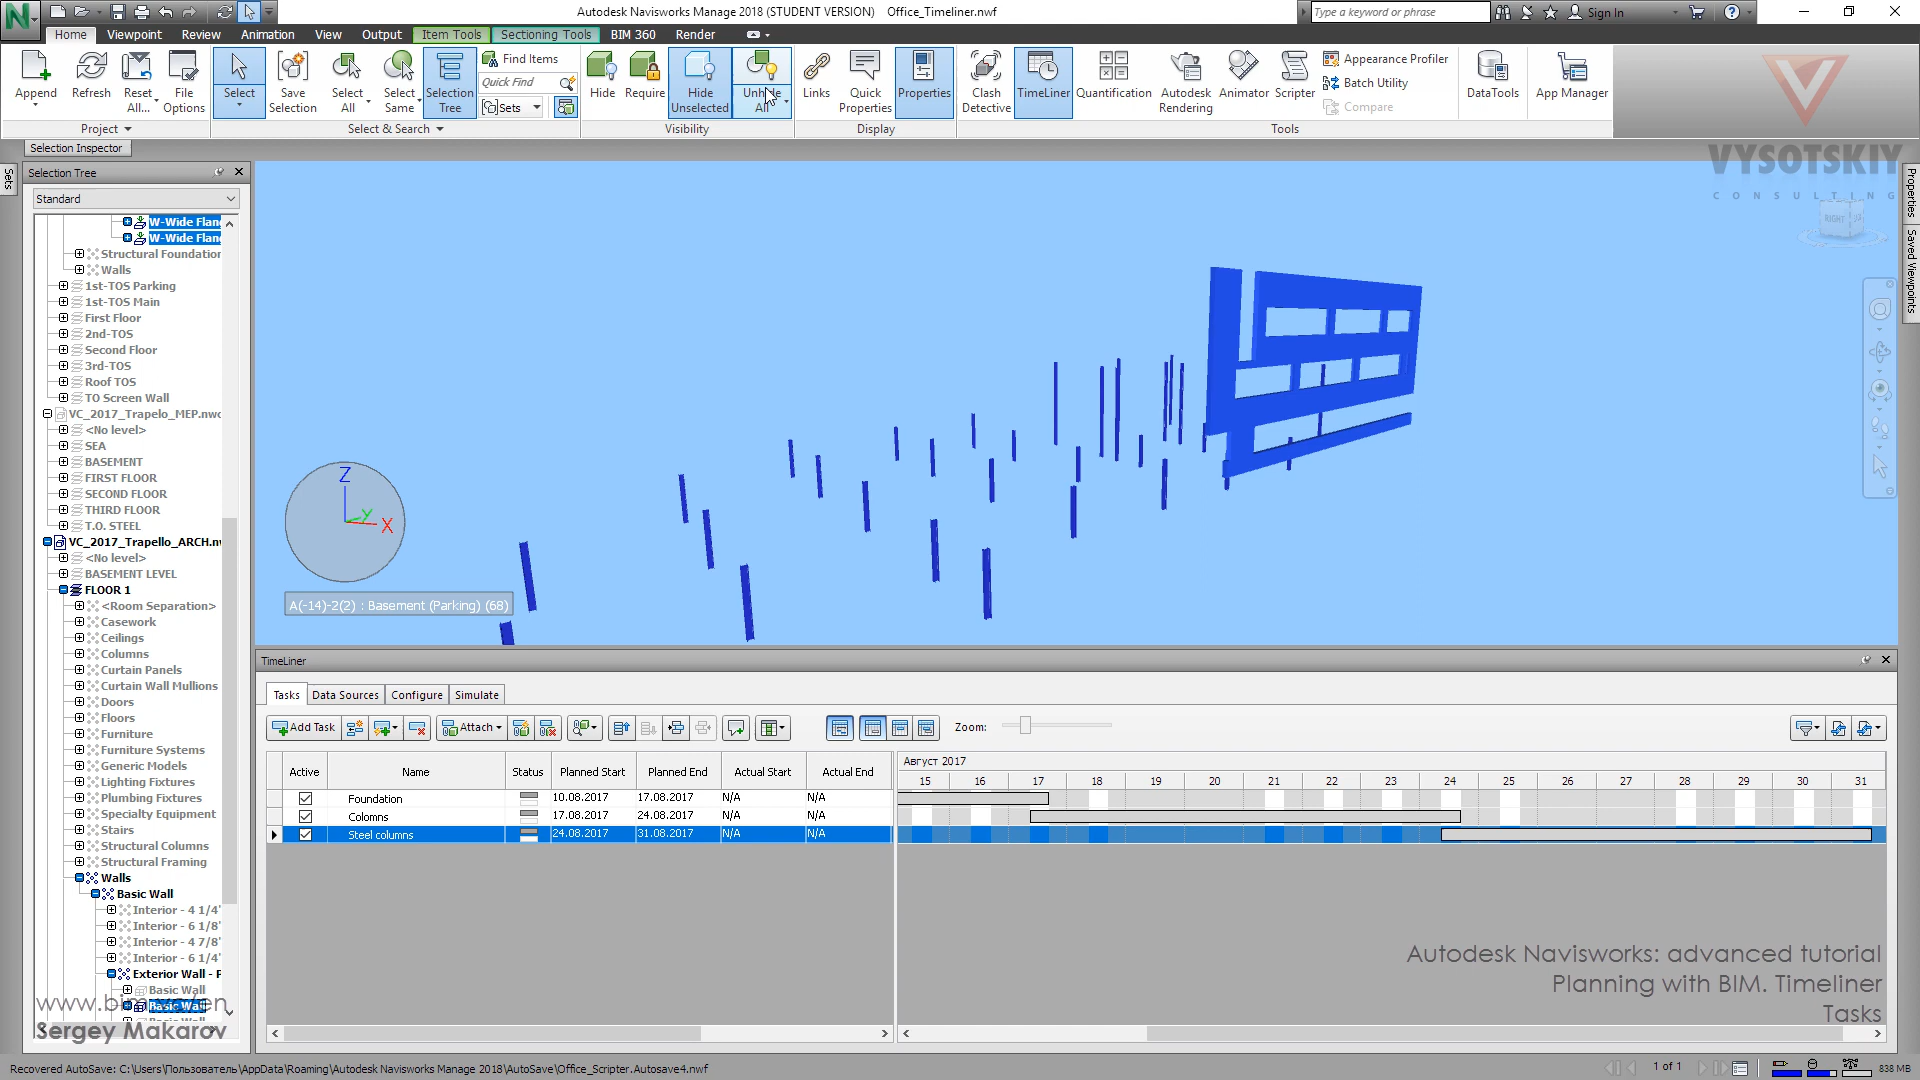 Autodesk Navisworks Manage 2018 (STUDENT VERSION) Office_Timeliner.nwf
Type a keyword or phrase
Sign In
Home Viewpoint Review Animation View Output Item Tools Sectioning Tools BIM 360 Render
Append
Refresh
Reset All...
File Options
Select
Save Selection
Select All
Select Same
Selection Tree
Find Items
Quick Find
Sets
Hide
Require
Hide Unselected
Unhide All
Links
Quick Properties
Properties
Clash Detective
TimeLiner
Quantification
Autodesk Rendering
Animator
Scripter
Appearance Profiler
Batch Utility
Compare
DataTools
App Manager
Project
Select & Search
Visibility
Display
Tools
Selection Inspector
Sets
Selection Tree
Standard
W-Wide Flan
W-Wide Flan
Structural Foundation
Walls
1st-TOS Parking
1st-TOS Main
First Floor
2nd-TOS
Second Floor
3rd-TOS
Roof TOS
TO Screen Wall
VC_2017_Trapelo_MEP.nwc
<No level>
SEA
BASEMENT
FIRST FLOOR
SECOND FLOOR
THIRD FLOOR
T.O. STEEL
VC_2017_Trapello_ARCH.nw
<No level>
BASEMENT LEVEL
FLOOR 1
<Room Separation>
Casework
Ceilings
Columns
Curtain Panels
Curtain Wall Mullions
Doors
Floors
Furniture
Furniture Systems
Generic Models
Lighting Fixtures
Plumbing Fixtures
Specialty Equipment
Stairs
Structural Columns
Structural Framing
Walls
Basic Wall
Interior - 4 1/4"
Interior - 6 1/8"
Interior - 4 7/8"
Interior - 6 1/4"
Exterior Wall - P
Basic Wall
Basic Wall
www.bim.vc/en
Sergey Makarov
VYSOTSKIY
CONSULTING
RIGHT
Properties
Saved Viewpoints
Z
Y
X
A(-14)-2(2) : Basement (Parking) (68)
TimeLiner
Tasks Data Sources Configure Simulate
Add Task
Attach
Zoom:
Active Name Status Planned Start Planned End Actual Start Actual End
Foundation 10.08.2017 17.08.2017 N/A N/A
Colomns 17.08.2017 24.08.2017 N/A N/A
Steel columns 24.08.2017 31.08.2017 N/A N/A
Август 2017
15 16 17 18 19 20 21 22 23 24 25 26 27 28 29 30 31
Autodesk Navisworks: advanced tutorial
Planning with BIM. Timeliner
Tasks
Recovered AutoSave: C:\Users\Пользователь\AppData\Roaming\Autodesk Navisworks Manage 2018\AutoSave\Office_Scripter.Autosave4.nwf
1 of 1
838 MB